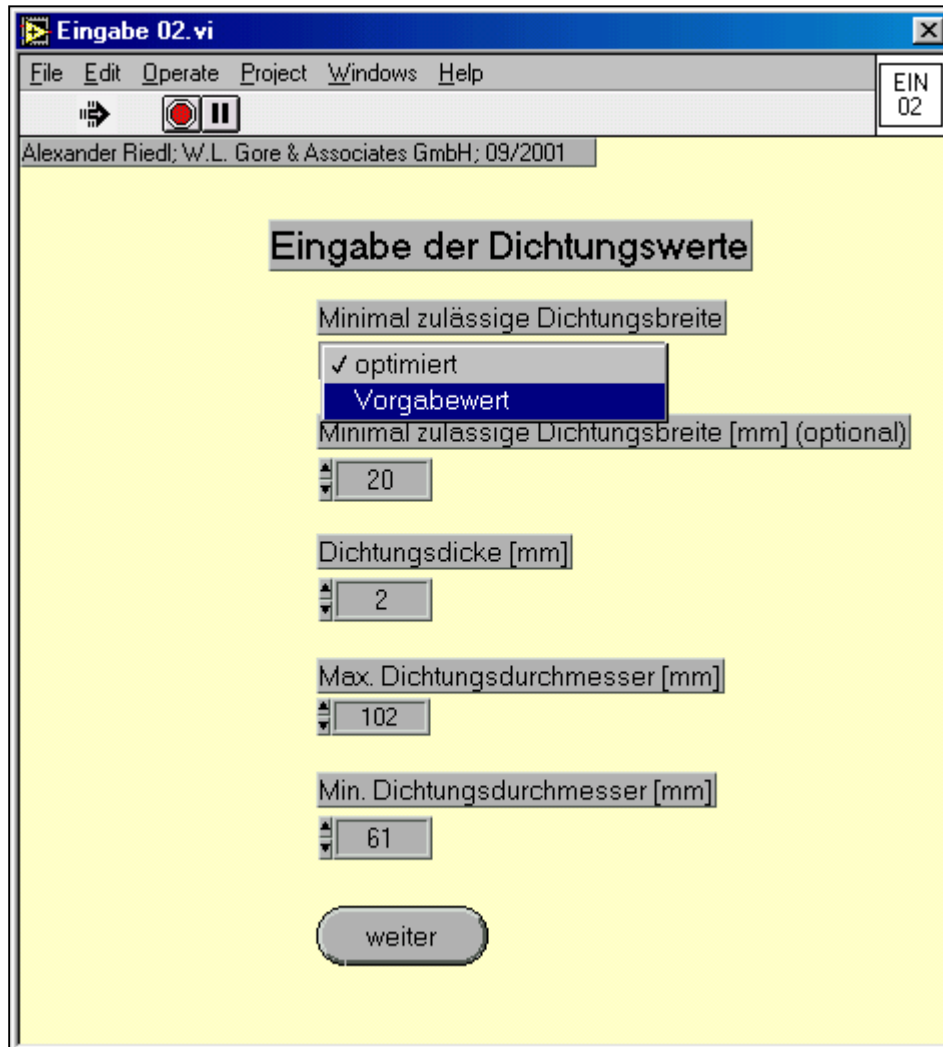 Eingabe 02.vi
File Edit Operate Project Windows Help
EIN
02
Alexander Riedl; W.L. Gore & Associates GmbH; 09/2001
Eingabe der Dichtungswerte
Minimal zulässige Dichtungsbreite
✓ optimiert
Vorgabewert
Minimal zulässige Dichtungsbreite [mm] (optional)
20
Dichtungsdicke [mm]
2
Max. Dichtungsdurchmesser [mm]
102
Min. Dichtungsdurchmesser [mm]
61
weiter